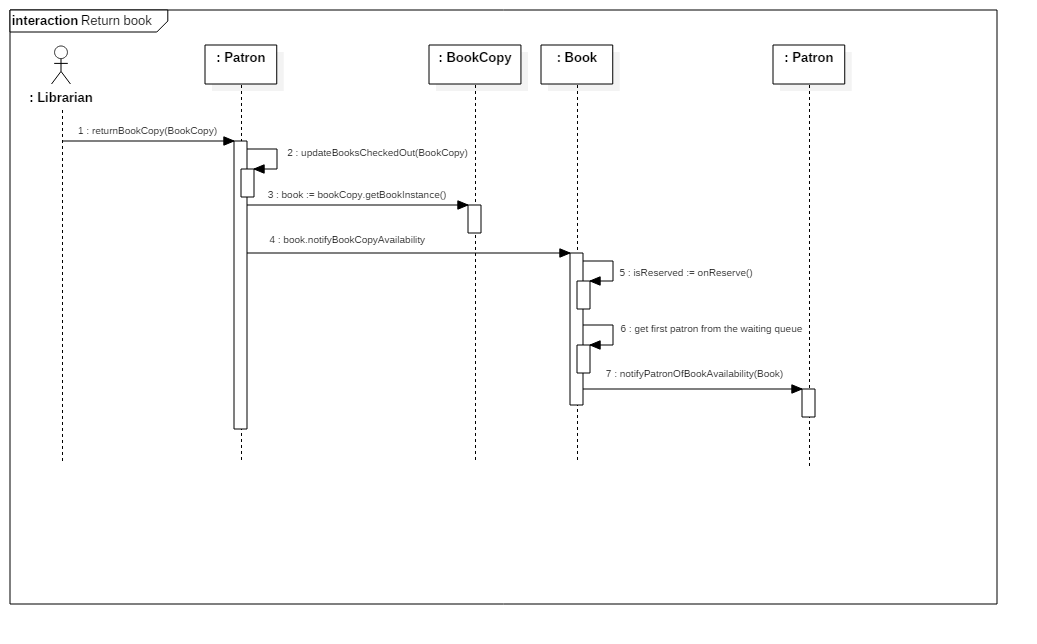 interaction Return book
: Librarian
: Patron
: BookCopy
: Book
: Patron
1 : returnBookCopy(BookCopy)
2 : updateBooksCheckedOut(BookCopy)
3 : book := bookCopy.getBookInstance()
4 : book.notifyBookCopyAvailability
5 : isReserved := onReserve()
6 : get first patron from the waiting queue
7 : notifyPatronOfBookAvailability(Book)